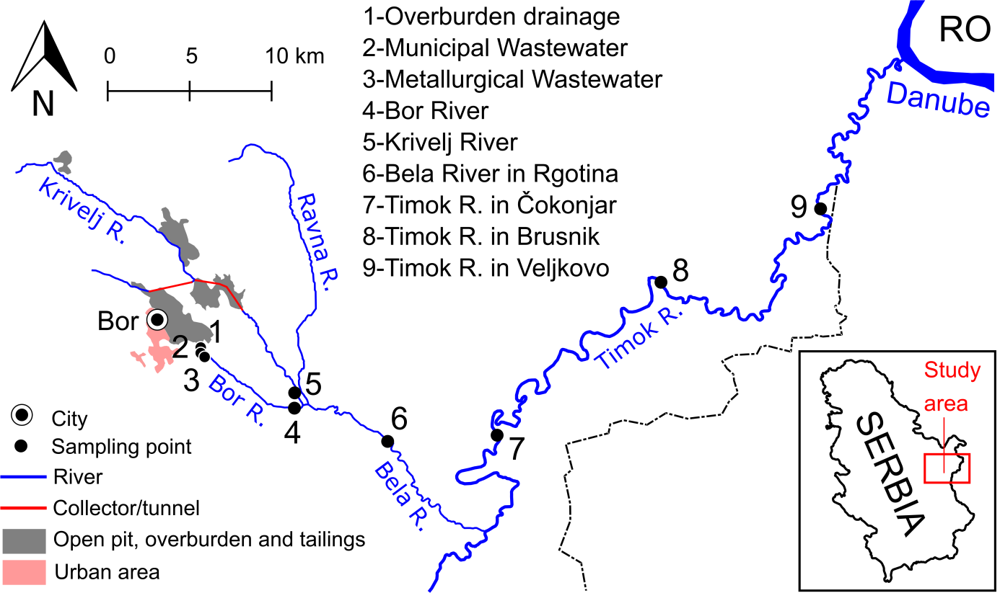 1-Overburden drainage
2-Municipal Wastewater
3-Metallurgical Wastewater
4-Bor River
5-Krivelj River
6-Bela River in Rgotina
7-Timok R. in Čokonjar
8-Timok R. in Brusnik
9-Timok R. in Veljkovo
N
0 5 10 km
RO
Danube
Krivelj R.
Ravna R.
9
8
Timok R.
Bor
1
2
3
Bor R.
5
4
6
7
Bela R.
City
Sampling point
River
Collector/tunnel
Open pit, overburden and tailings
Urban area
Study
area
SERBIA